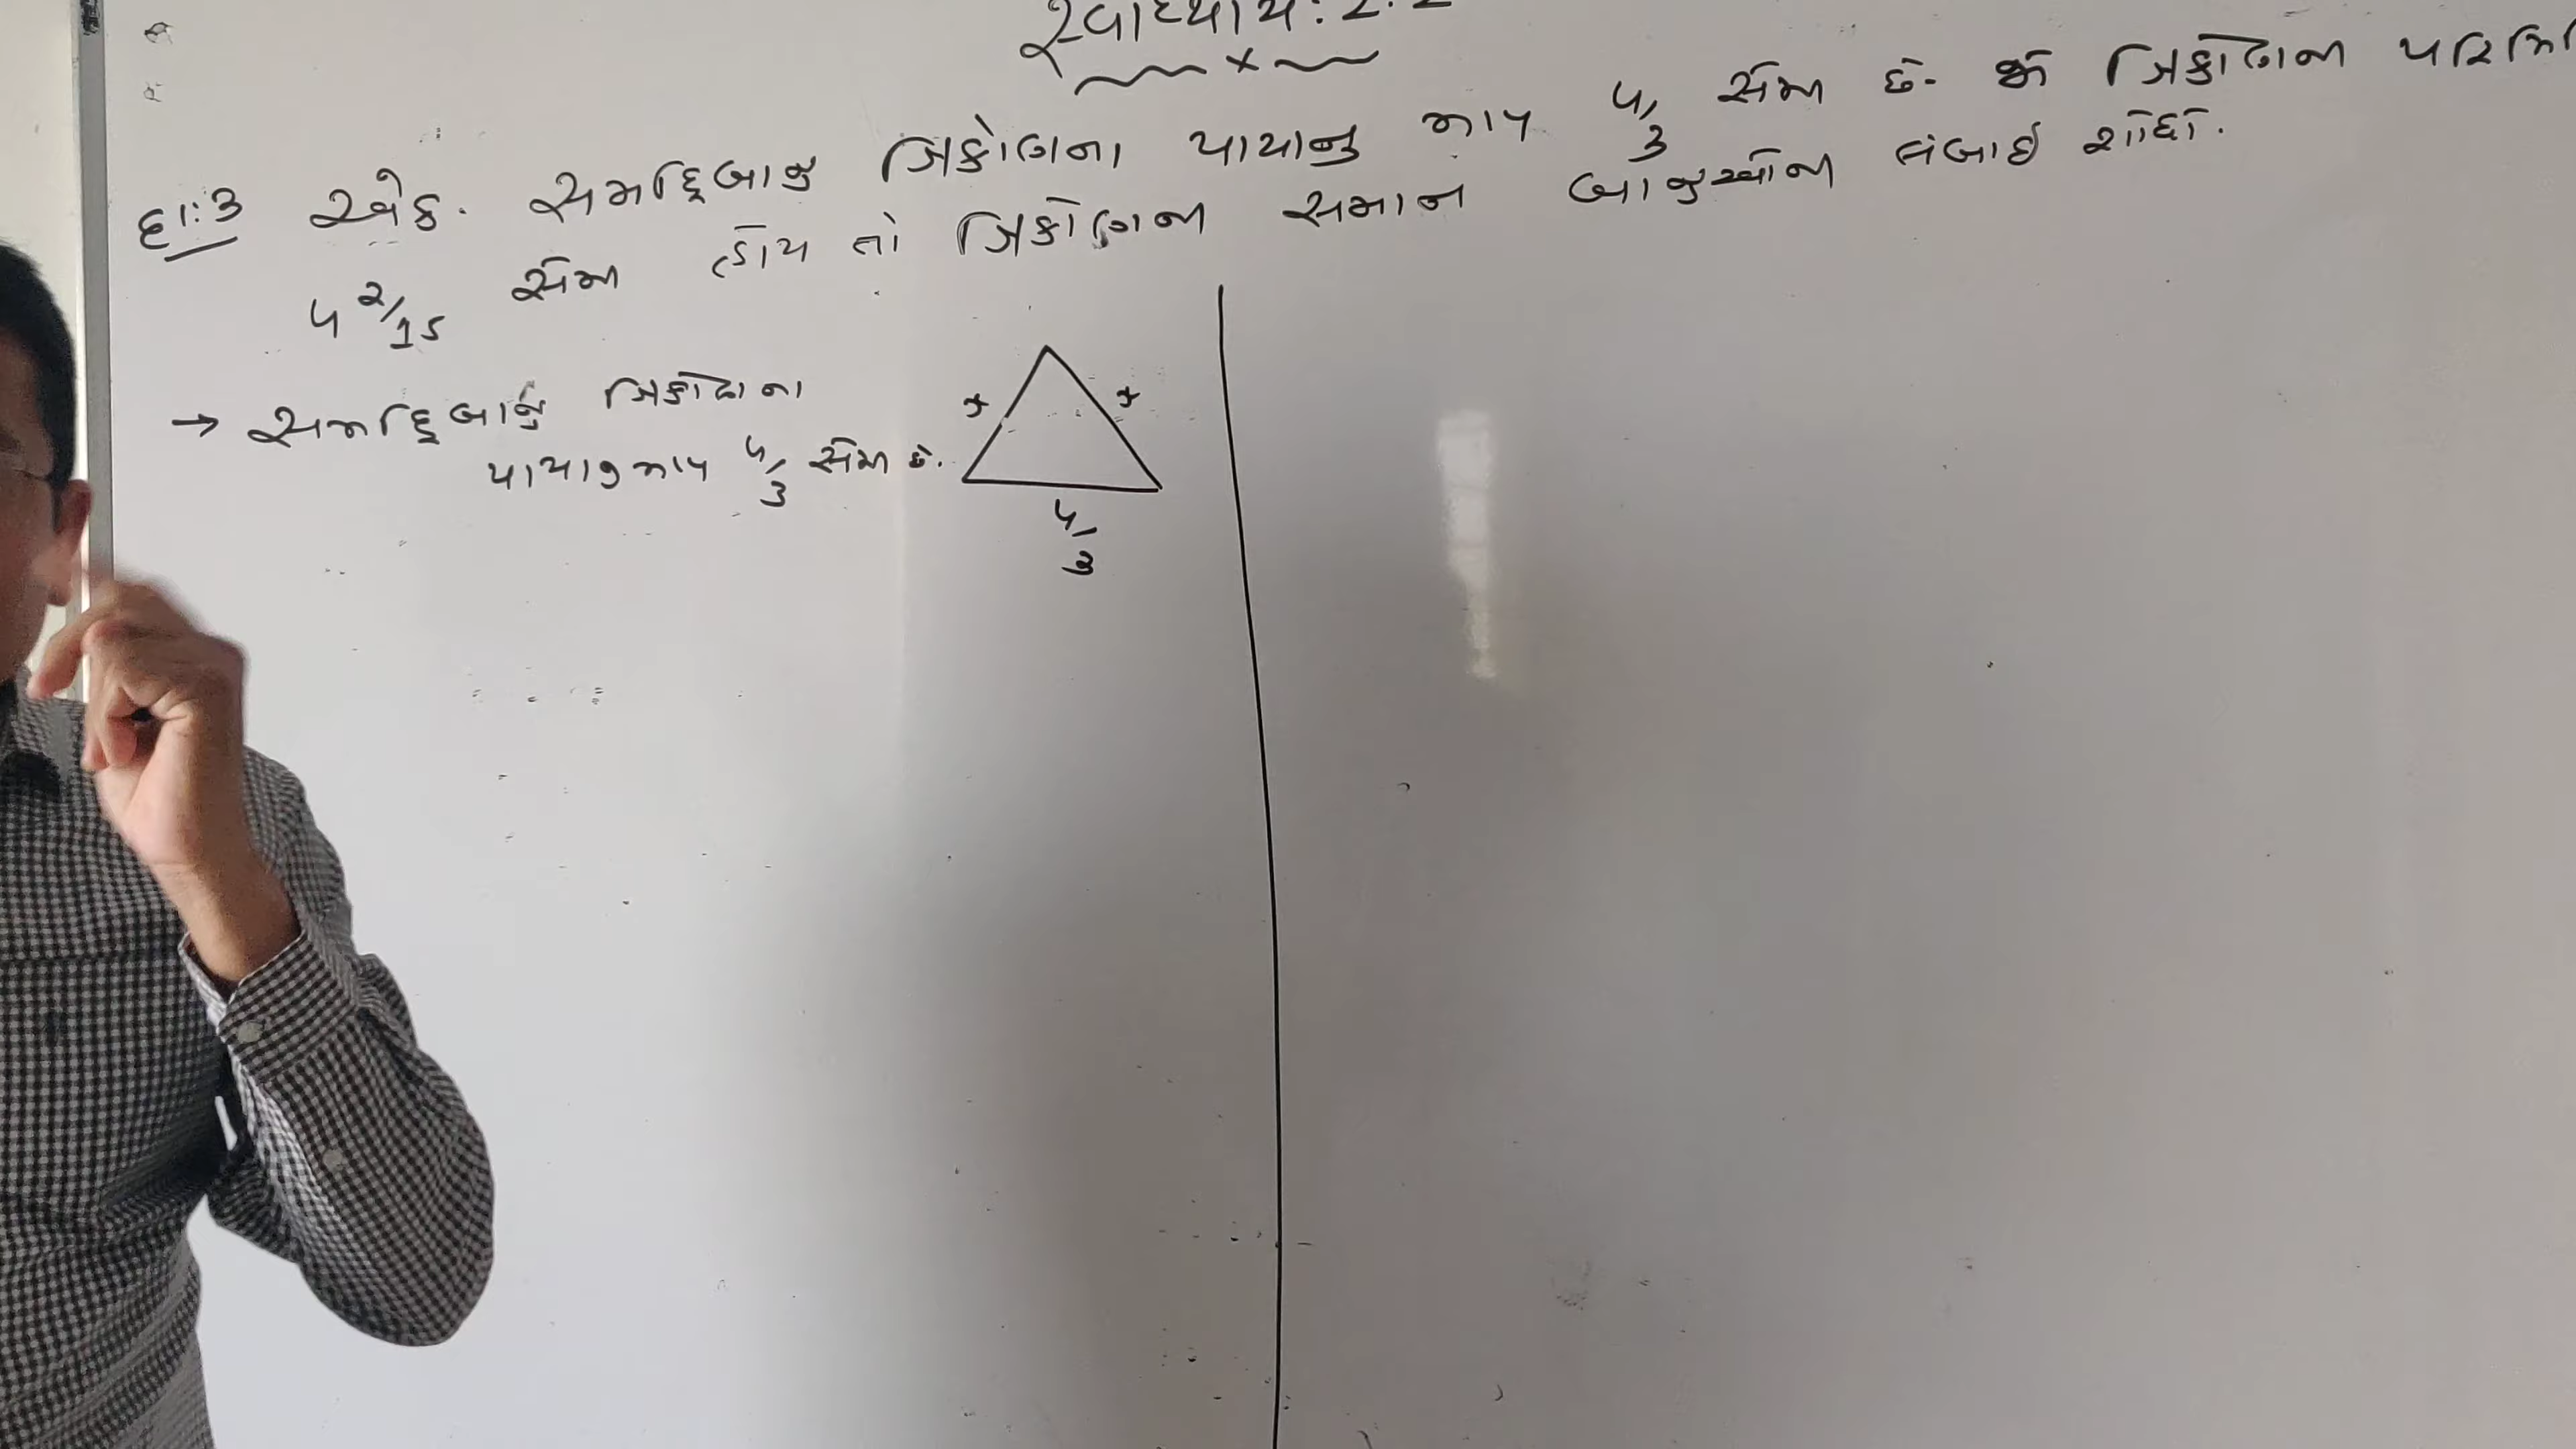 સ્વાધ્યાય: 2.2
દા:3 એક. સમદ્વિબાજુ ત્રિકોણના પાયાનુ માપ 4/3 સેમી છે. જો ત્રિકોણની પરિમિ
4 2/15 સેમી હોય તો ત્રિકોણની સમાન બાજુઓની લંબાઈ શોધો.
→ સમદ્વિબાજુ ત્રિકોણના
પાયાનુ માપ 4/3 સેમી છે.
x x
4/3